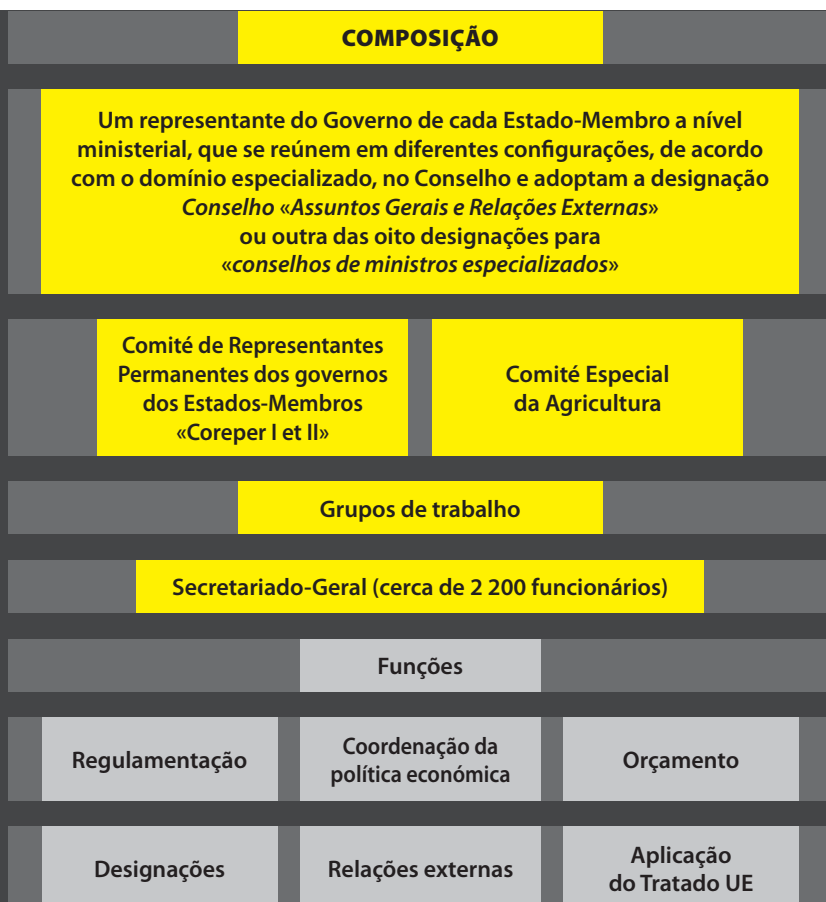 COMPOSIÇÃO
Um representante do Governo de cada Estado-Membro a nível
ministerial, que se reúnem em diferentes configurações, de acordo
com o domínio especializado, no Conselho e adoptam a designação
Conselho «Assuntos Gerais e Relações Externas»
ou outra das oito designações para
«conselhos de ministros especializados»
Comité de Representantes
Permanentes dos governos
dos Estados-Membros
«Coreper I et II»
Comité Especial
da Agricultura
Grupos de trabalho
Secretariado-Geral (cerca de 2 200 funcionários)
Funções
Regulamentação
Coordenação da
política económica
Orçamento
Designações
Relações externas
Aplicação
do Tratado UE